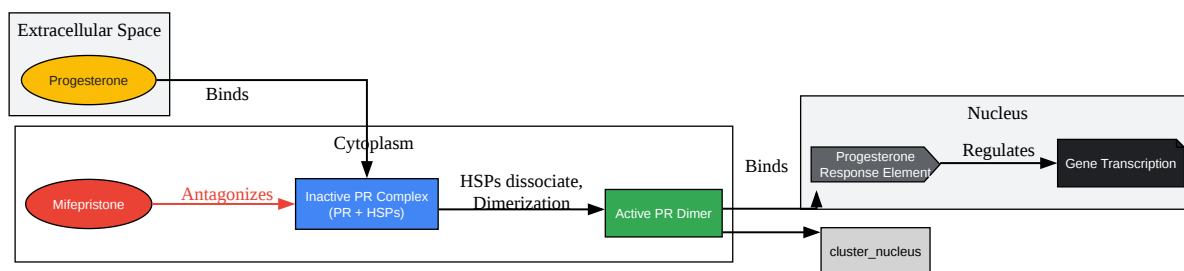 Extracellular Space
Progesterone
Binds
Cytoplasm
Mifepristone
Antagonizes
Inactive PR Complex
(PR + HSPs)
HSPs dissociate,
Dimerization
Active PR Dimer
Binds
Nucleus
Progesterone
Response Element
Regulates
Gene Transcription
cluster_nucleus